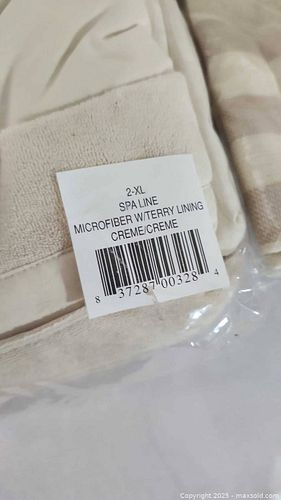 2-XL
SPA LINE
MICROFIBER W/TERRY LINING
CREME/CREME
8 37287 00328 4
Copyright 2023 - maxsold.com